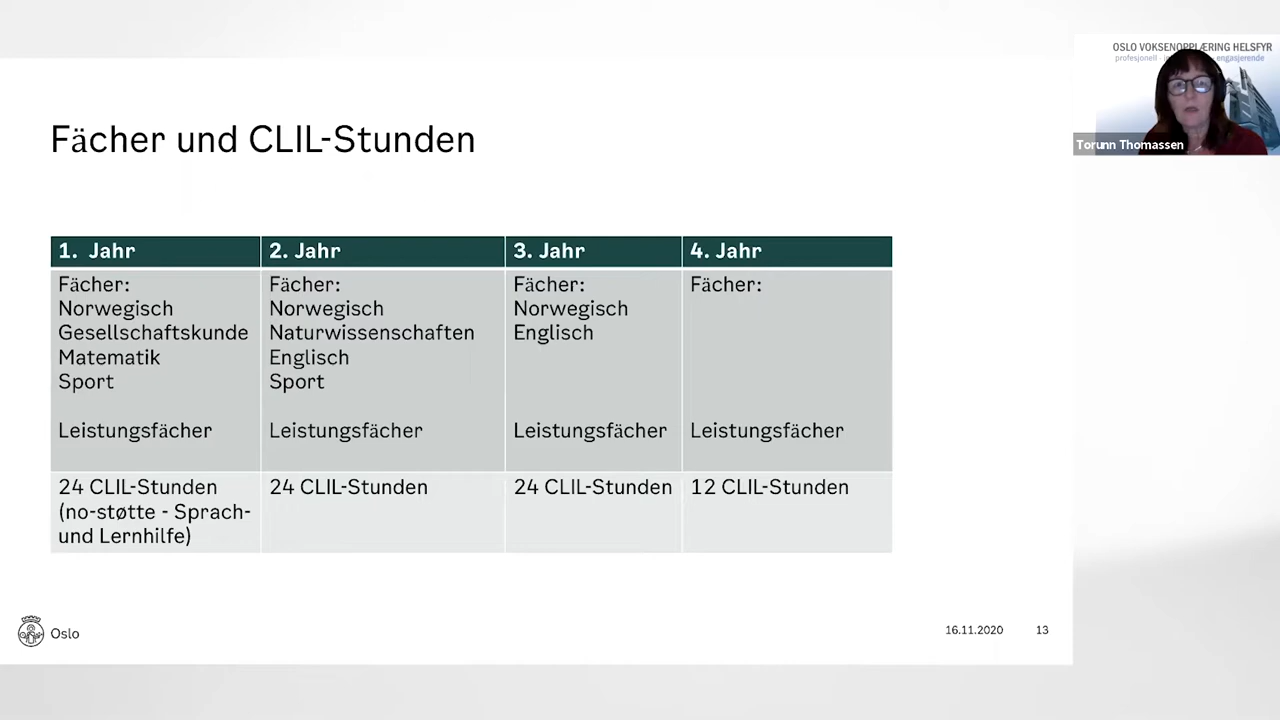 OSLO VOKSENOPPLÆRING HELSFYR
engasjerende
Torunn Thomassen
Fächer und CLIL-Stunden
1. Jahr
2. Jahr
3. Jahr
4. Jahr
Fächer:
Norwegisch
Gesellschaftskunde
Matematik
Sport
Leistungsfächer
Fächer:
Norwegisch
Naturwissenschaften
Englisch
Sport
Leistungsfächer
Fächer:
Norwegisch
Englisch
Leistungsfächer
Fächer:
Leistungsfächer
24 CLIL-Stunden
(no-støtte - Sprach-
und Lernhilfe)
24 CLIL-Stunden
24 CLIL-Stunden
12 CLIL-Stunden
Oslo
16.11.2020
13